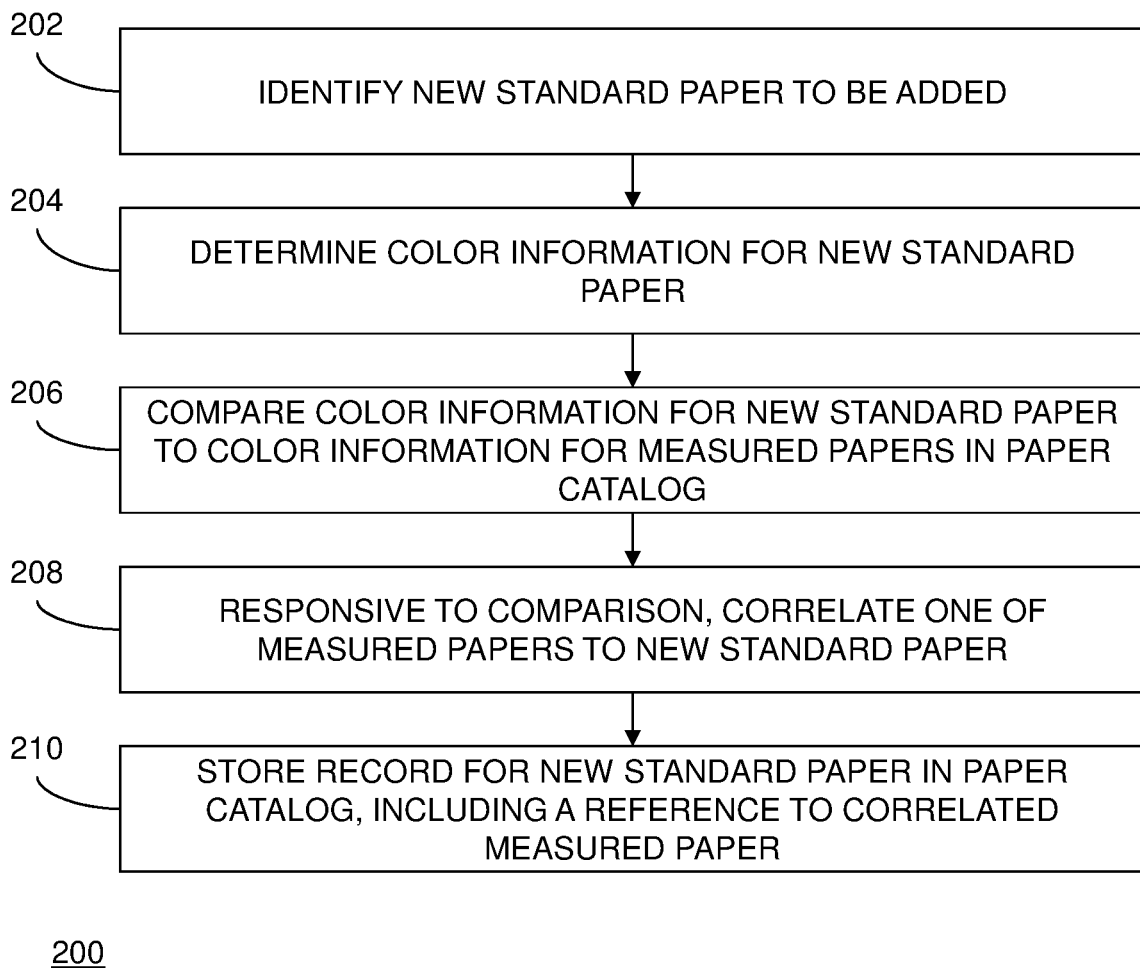 202
IDENTIFY NEW STANDARD PAPER TO BE ADDED
204
DETERMINE COLOR INFORMATION FOR NEW STANDARD
PAPER
206
COMPARE COLOR INFORMATION FOR NEW STANDARD PAPER
TO COLOR INFORMATION FOR MEASURED PAPERS IN PAPER
CATALOG
208
RESPONSIVE TO COMPARISON, CORRELATE ONE OF
MEASURED PAPERS TO NEW STANDARD PAPER
210
STORE RECORD FOR NEW STANDARD PAPER IN PAPER
CATALOG, INCLUDING A REFERENCE TO CORRELATED
MEASURED PAPER
200